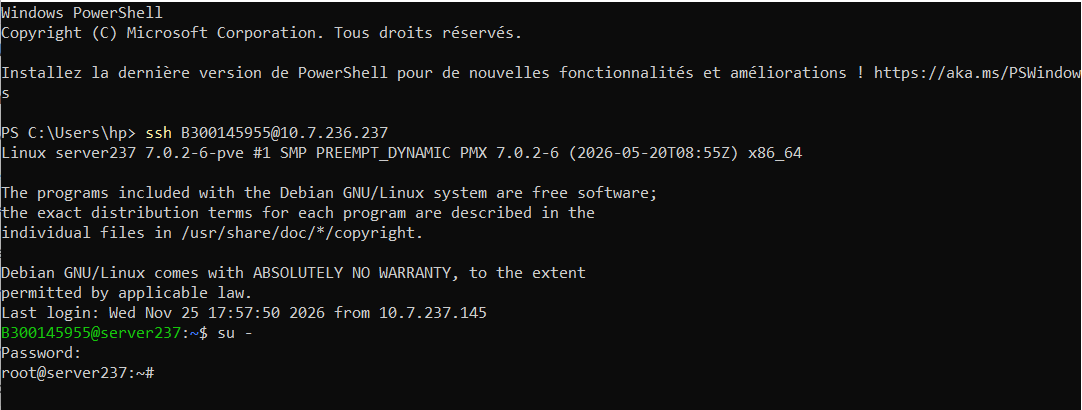 Windows PowerShell
Copyright (C) Microsoft Corporation. Tous droits réservés.
Installez la dernière version de PowerShell pour de nouvelles fonctionnalités et améliorations ! https://aka.ms/PSWindow
s
PS C:\Users\hp> ssh B300145955@10.7.236.237
Linux server237 7.0.2-6-pve #1 SMP PREEMPT_DYNAMIC PMX 7.0.2-6 (2026-05-20T08:55Z) x86_64
The programs included with the Debian GNU/Linux system are free software;
the exact distribution terms for each program are described in the
individual files in /usr/share/doc/*/copyright.
Debian GNU/Linux comes with ABSOLUTELY NO WARRANTY, to the extent
permitted by applicable law.
Last login: Wed Nov 25 17:57:50 2026 from 10.7.237.145
B300145955@server237:~$ su -
Password:
root@server237:~#